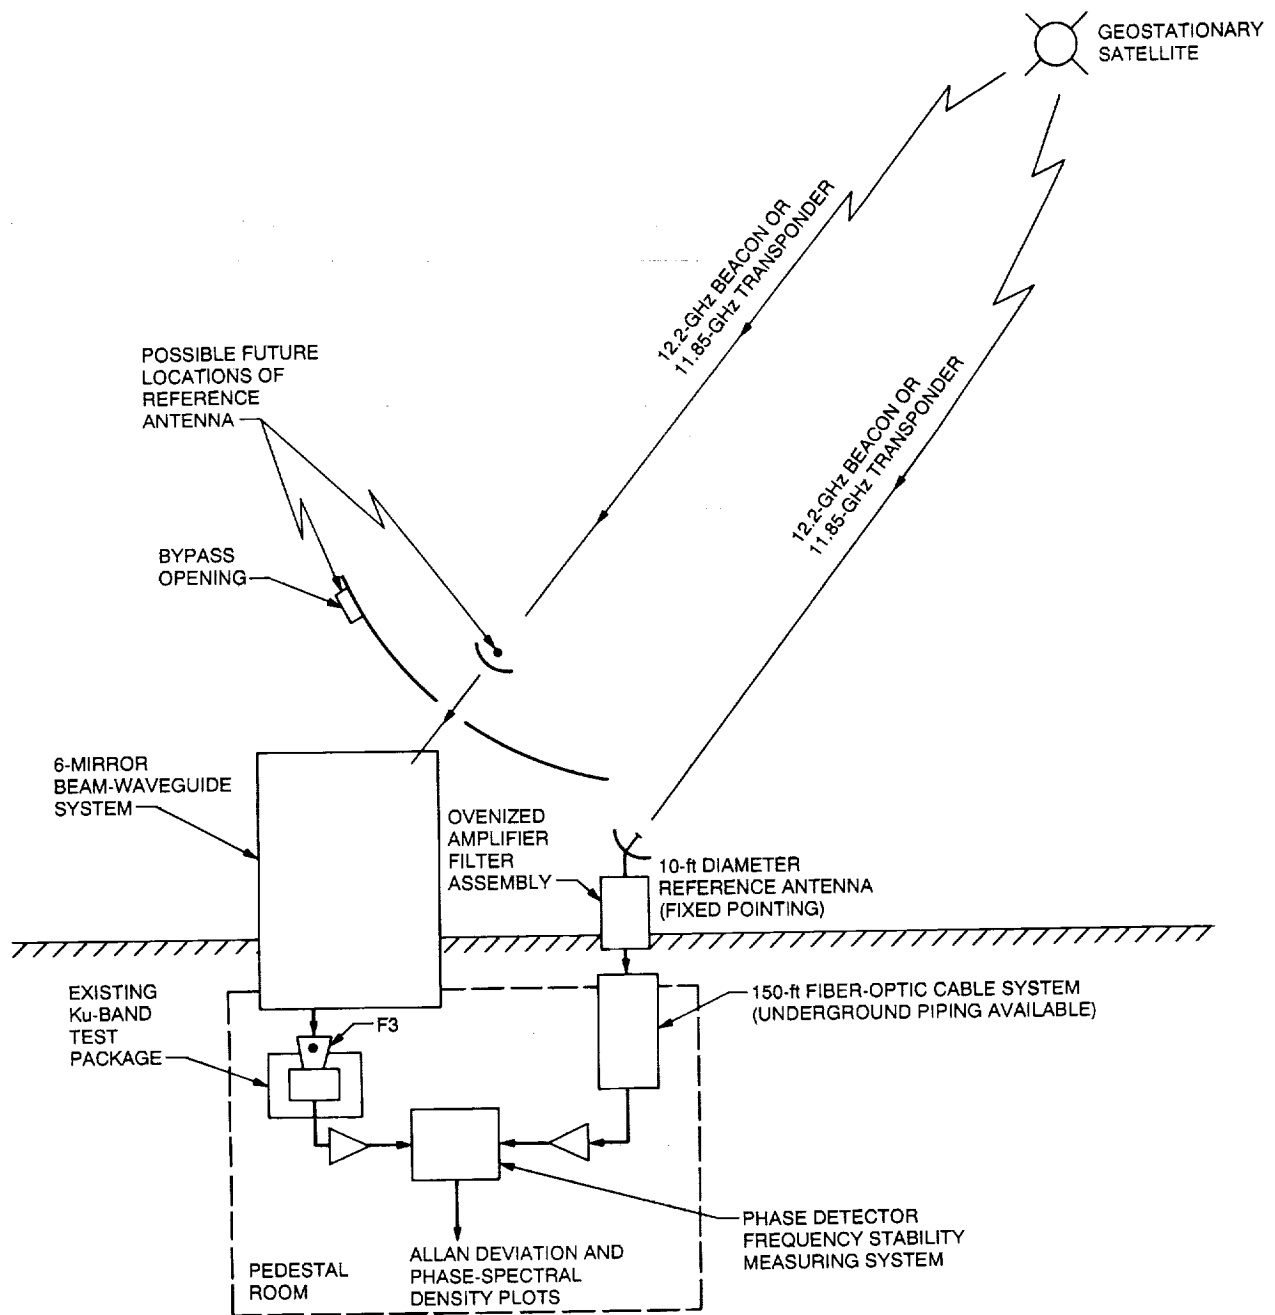 GEOSTATIONARY
SATELLITE
12.2-GHz BEACON OR
11.85-GHz TRANSPONDER
12.2-GHz BEACON OR
11.85-GHz TRANSPONDER
POSSIBLE FUTURE
LOCATIONS OF
REFERENCE
ANTENNA
BYPASS
OPENING
6-MIRROR
BEAM-WAVEGUIDE
SYSTEM
OVENIZED
AMPLIFIER
FILTER
ASSEMBLY
10-ft DIAMETER
REFERENCE ANTENNA
(FIXED POINTING)
EXISTING
Ku-BAND
TEST
PACKAGE
F3
150-ft FIBER-OPTIC CABLE SYSTEM
(UNDERGROUND PIPING AVAILABLE)
PHASE DETECTOR
FREQUENCY STABILITY
MEASURING SYSTEM
PEDESTAL
ROOM
ALLAN DEVIATION AND
PHASE-SPECTRAL
DENSITY PLOTS